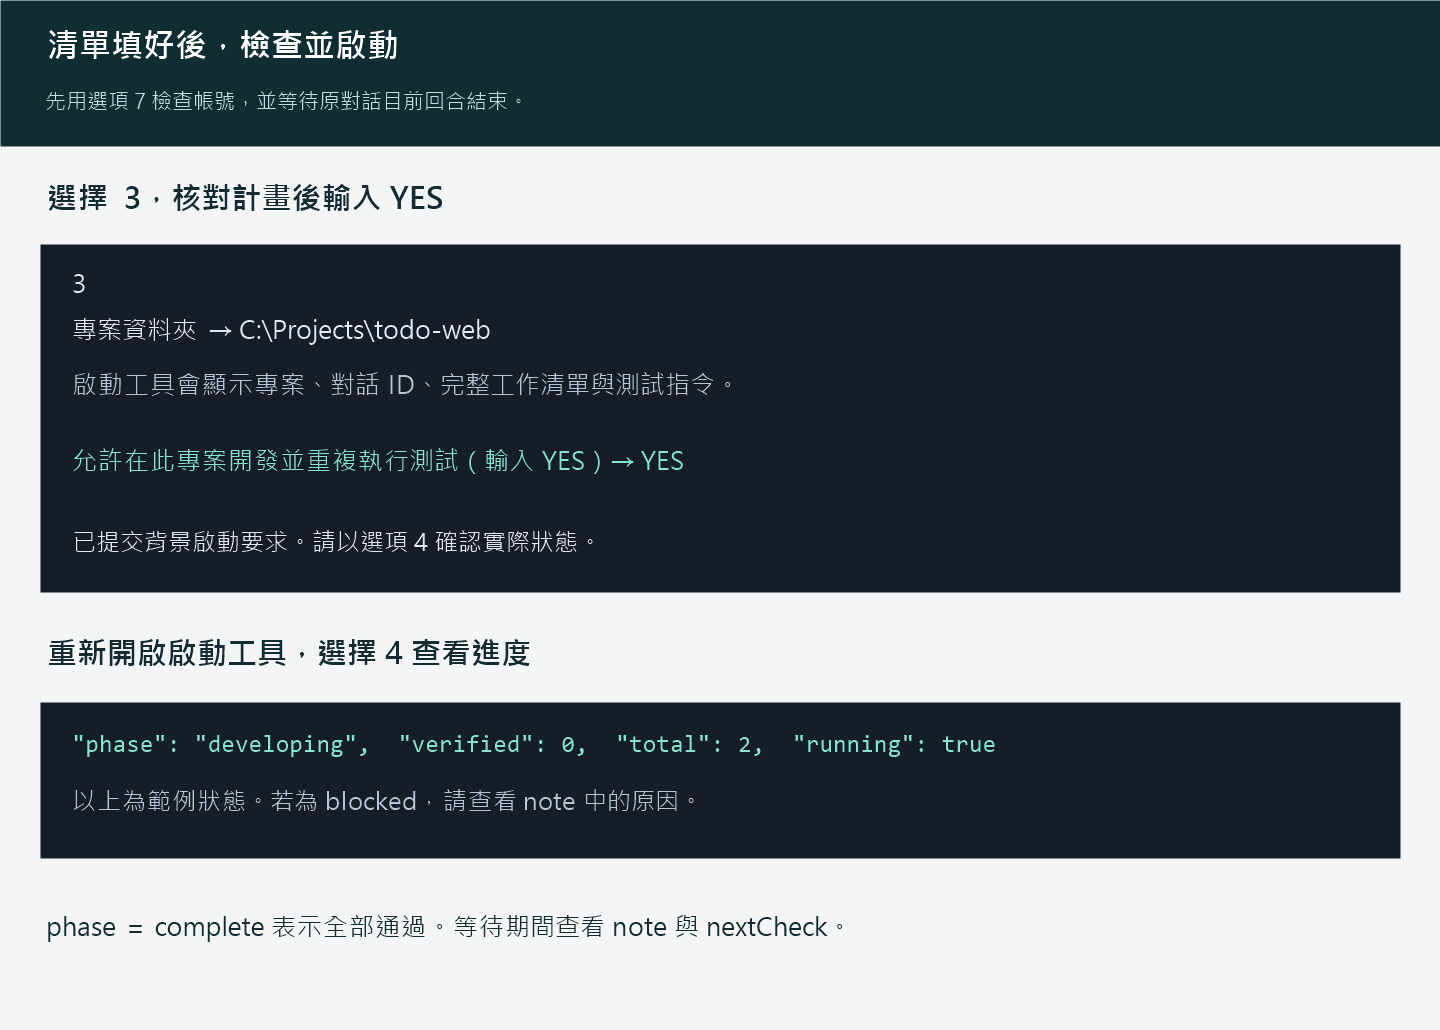 清單填好後，檢查並啟動
先用選項 7 檢查帳號，並等待原對話目前回合結束。
選擇 3，核對計畫後輸入 YES
3
專案資料夾 → C:\Projects\todo-web
啟動工具會顯示專案、對話 ID、完整工作清單與測試指令。
允許在此專案開發並重複執行測試（輸入 YES）→ YES
已提交背景啟動要求。請以選項 4 確認實際狀態。
重新開啟啟動工具，選擇 4 查看進度
"phase": "developing",  "verified": 0,  "total": 2,  "running": true
以上為範例狀態。若為 blocked，請查看 note 中的原因。
phase = complete 表示全部通過。等待期間查看 note 與 nextCheck。